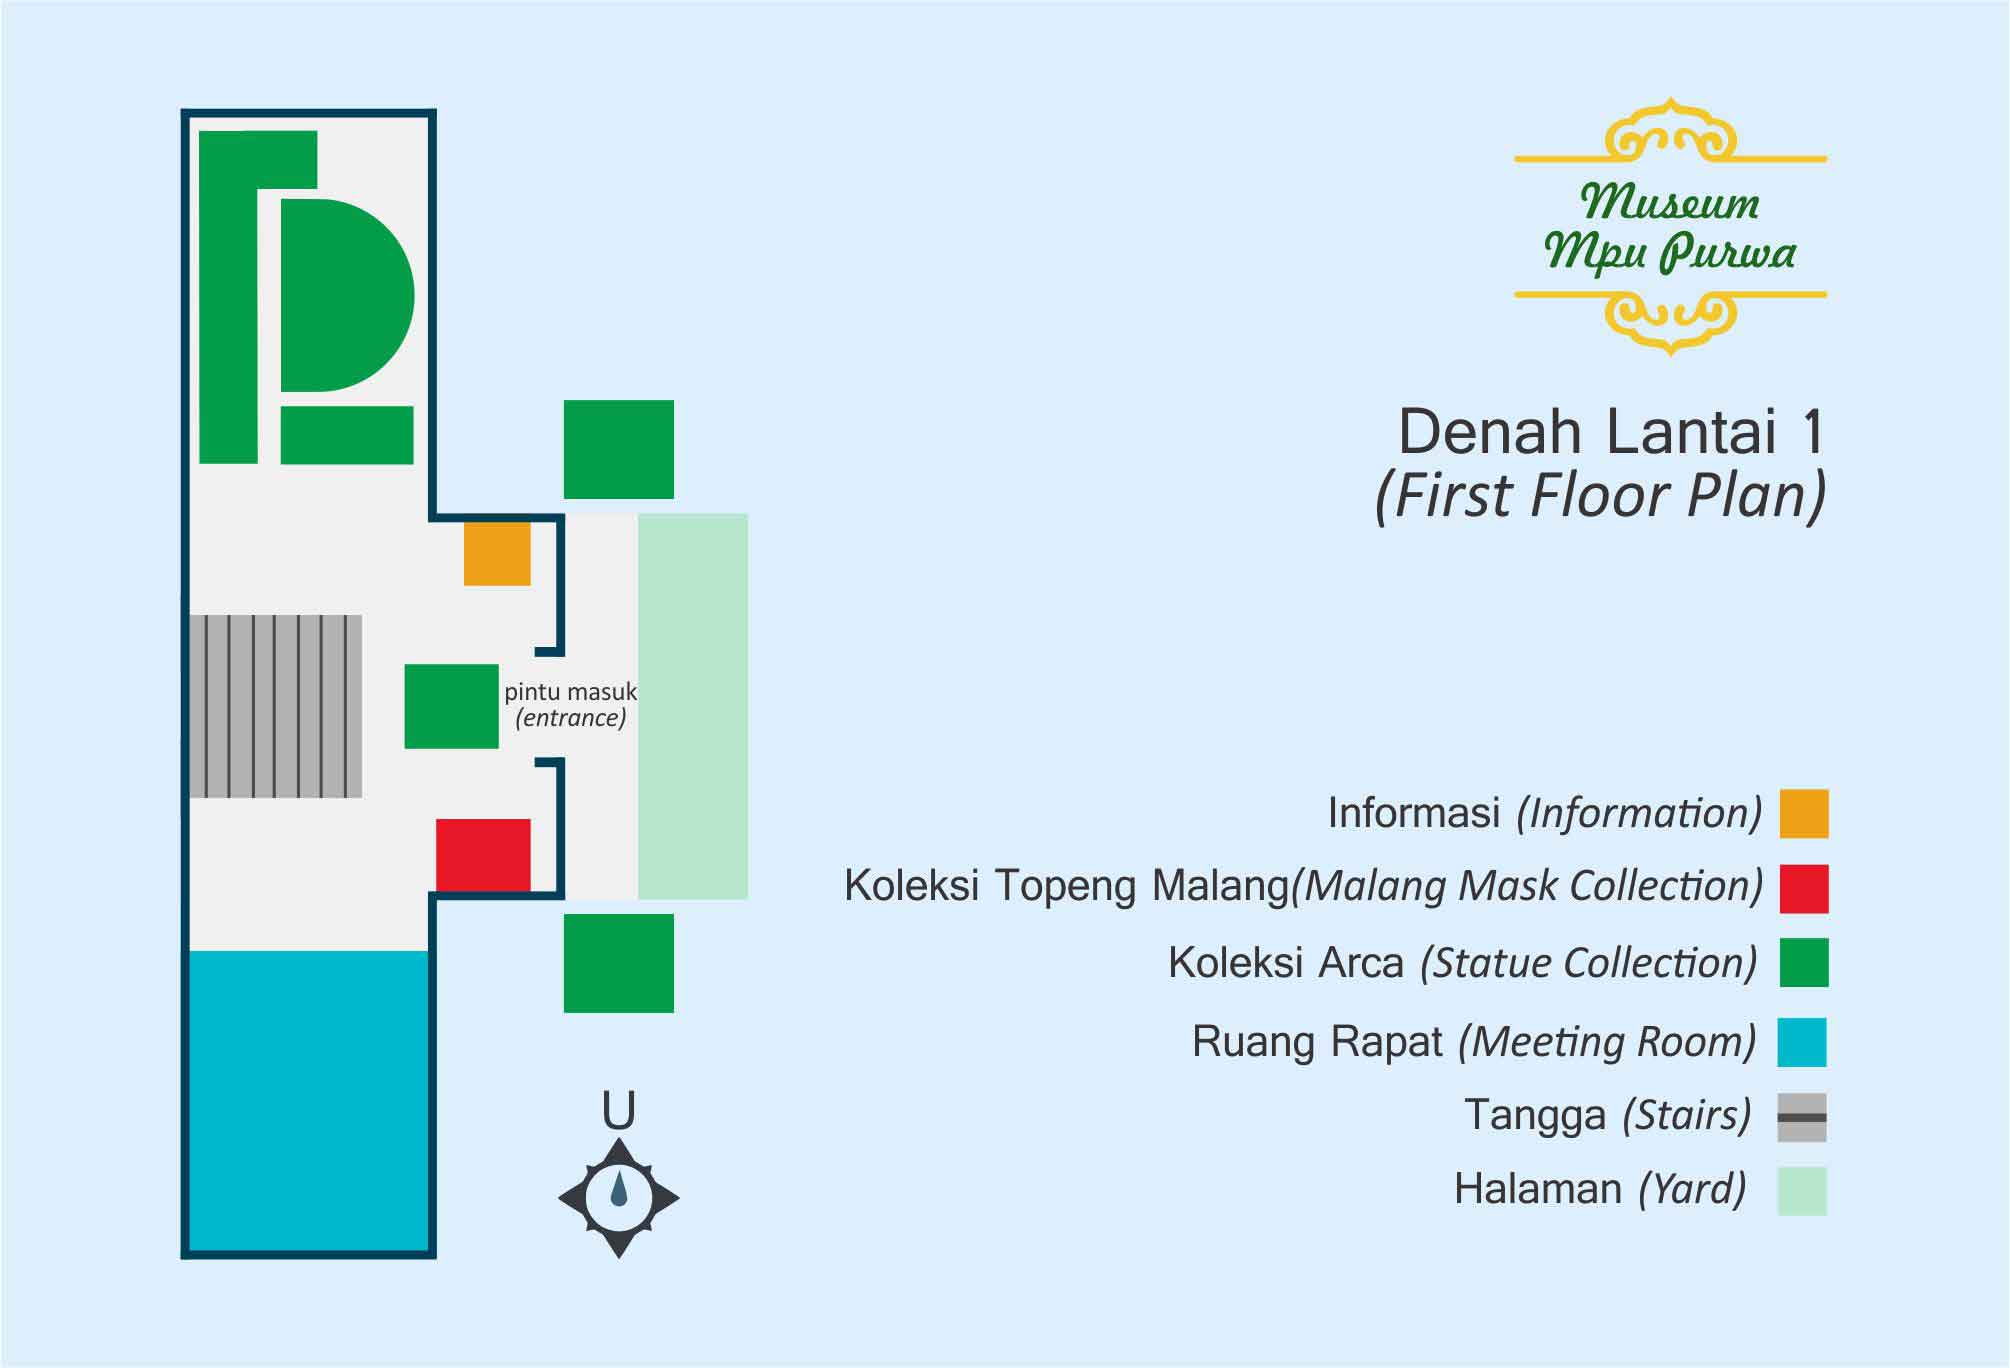 Museum
Mpu Purwa
Denah Lantai 1
(First Floor Plan)
pintu masuk
(entrance)
Informasi (Information)
Koleksi Topeng Malang(Malang Mask Collection)
Koleksi Arca (Statue Collection)
Ruang Rapat (Meeting Room)
Tangga (Stairs)
Halaman (Yard)
U